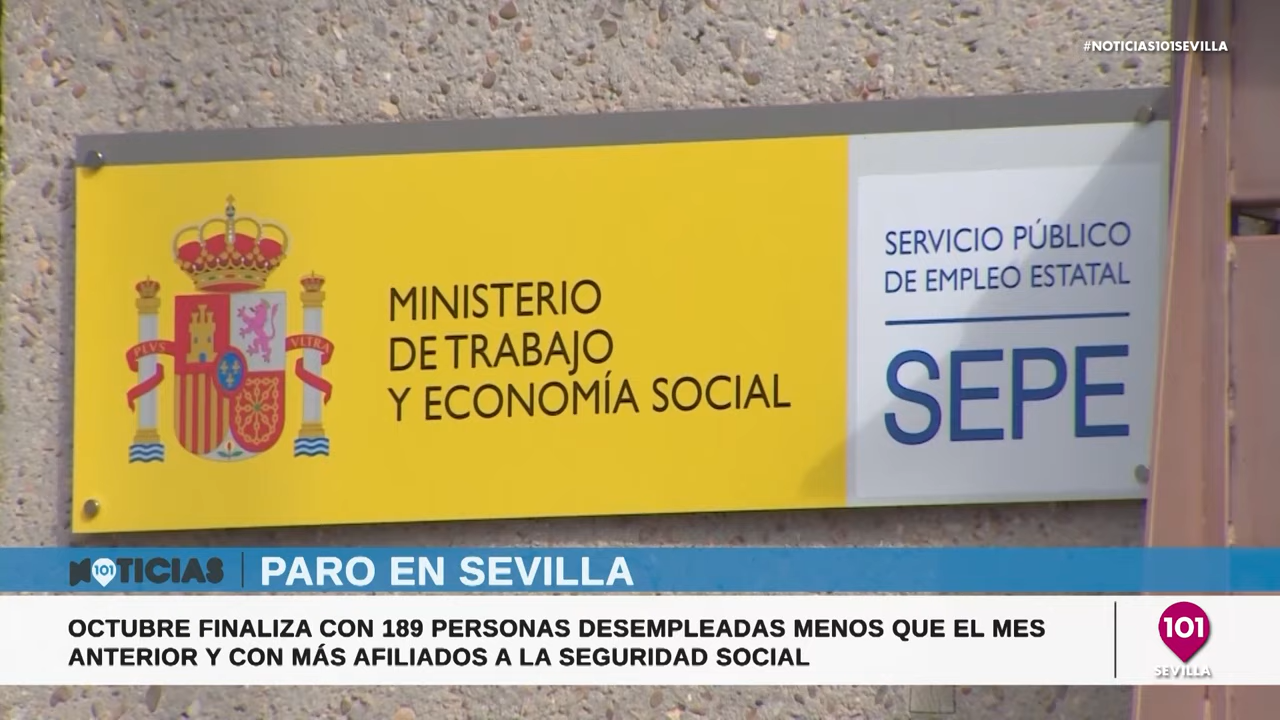 #NOTICIAS101SEVILLA
MINISTERIO
DE TRABAJO
Y ECONOMÍA SOCIAL
SERVICIO PÚBLICO
DE EMPLEO ESTATAL
SEPE
PLVS
VLTRA
NOTICIAS 101
PARO EN SEVILLA
OCTUBRE FINALIZA CON 189 PERSONAS DESEMPLEADAS MENOS QUE EL MES
ANTERIOR Y CON MÁS AFILIADOS A LA SEGURIDAD SOCIAL
101
SEVILLA